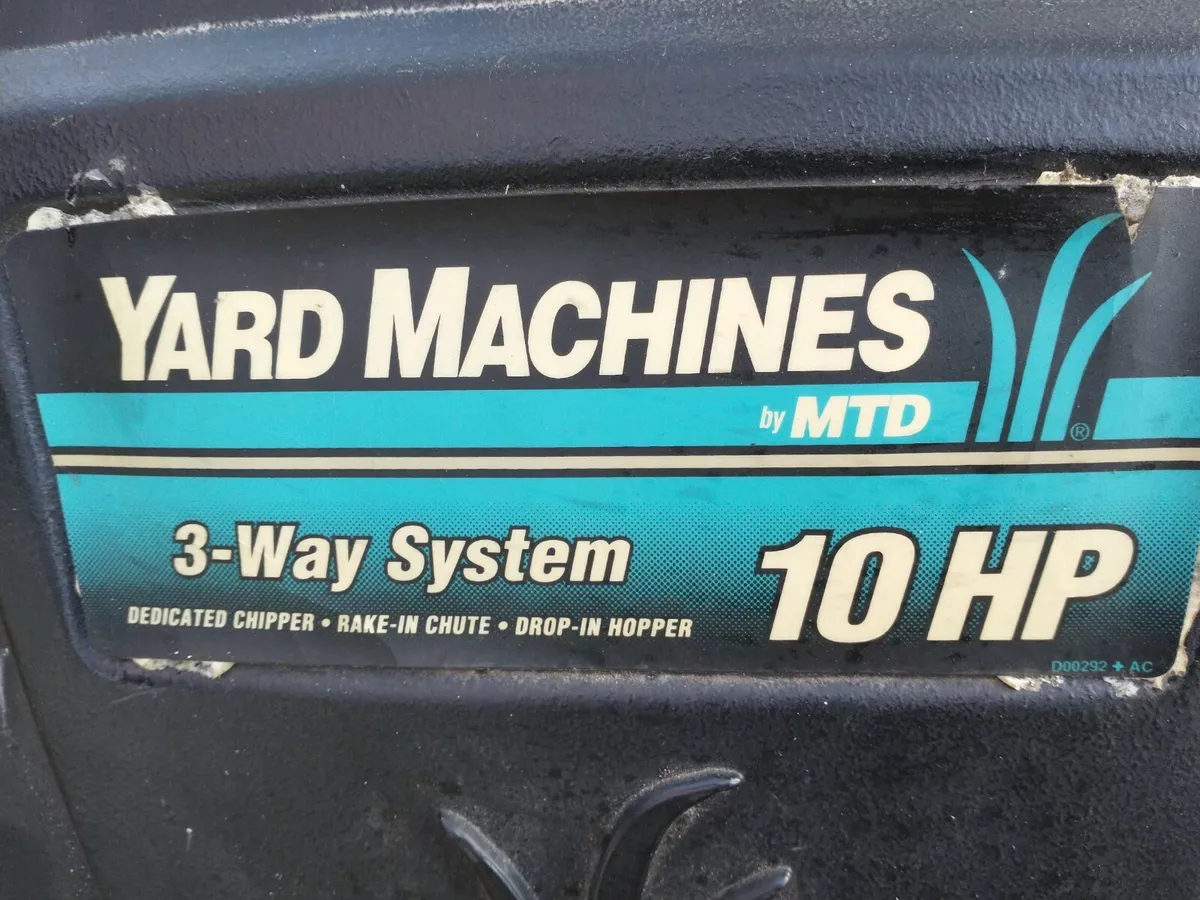 YARD MACHINES
by MTD
®
3-Way System
10 HP
DEDICATED CHIPPER • RAKE-IN CHUTE • DROP-IN HOPPER
D00292 + AC